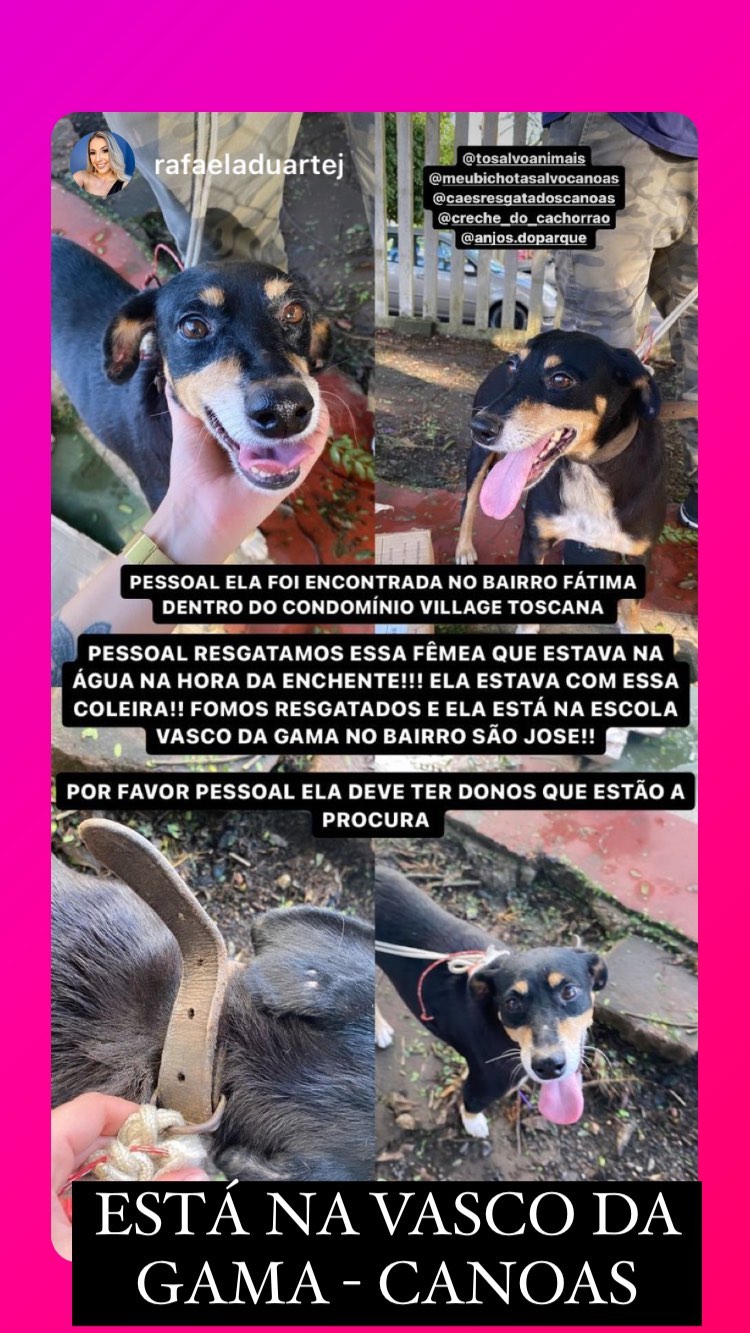 rafaeladuartej
@tosalvoanimais
@meubichotasalvocanoas
@caesresgatadoscanoas
@creche_do_cachorrao
@anjos.doparque
PESSOAL ELA FOI ENCONTRADA NO BAIRRO FÁTIMA
DENTRO DO CONDOMÍNIO VILLAGE TOSCANA
PESSOAL RESGATAMOS ESSA FÊMEA QUE ESTAVA NA
ÁGUA NA HORA DA ENCHENTE!!! ELA ESTAVA COM ESSA
COLEIRA!! FOMOS RESGATADOS E ELA ESTÁ NA ESCOLA
VASCO DA GAMA NO BAIRRO SÃO JOSE!!
POR FAVOR PESSOAL ELA DEVE TER DONOS QUE ESTÃO A
PROCURA
ESTÁ NA VASCO DA
GAMA - CANOAS